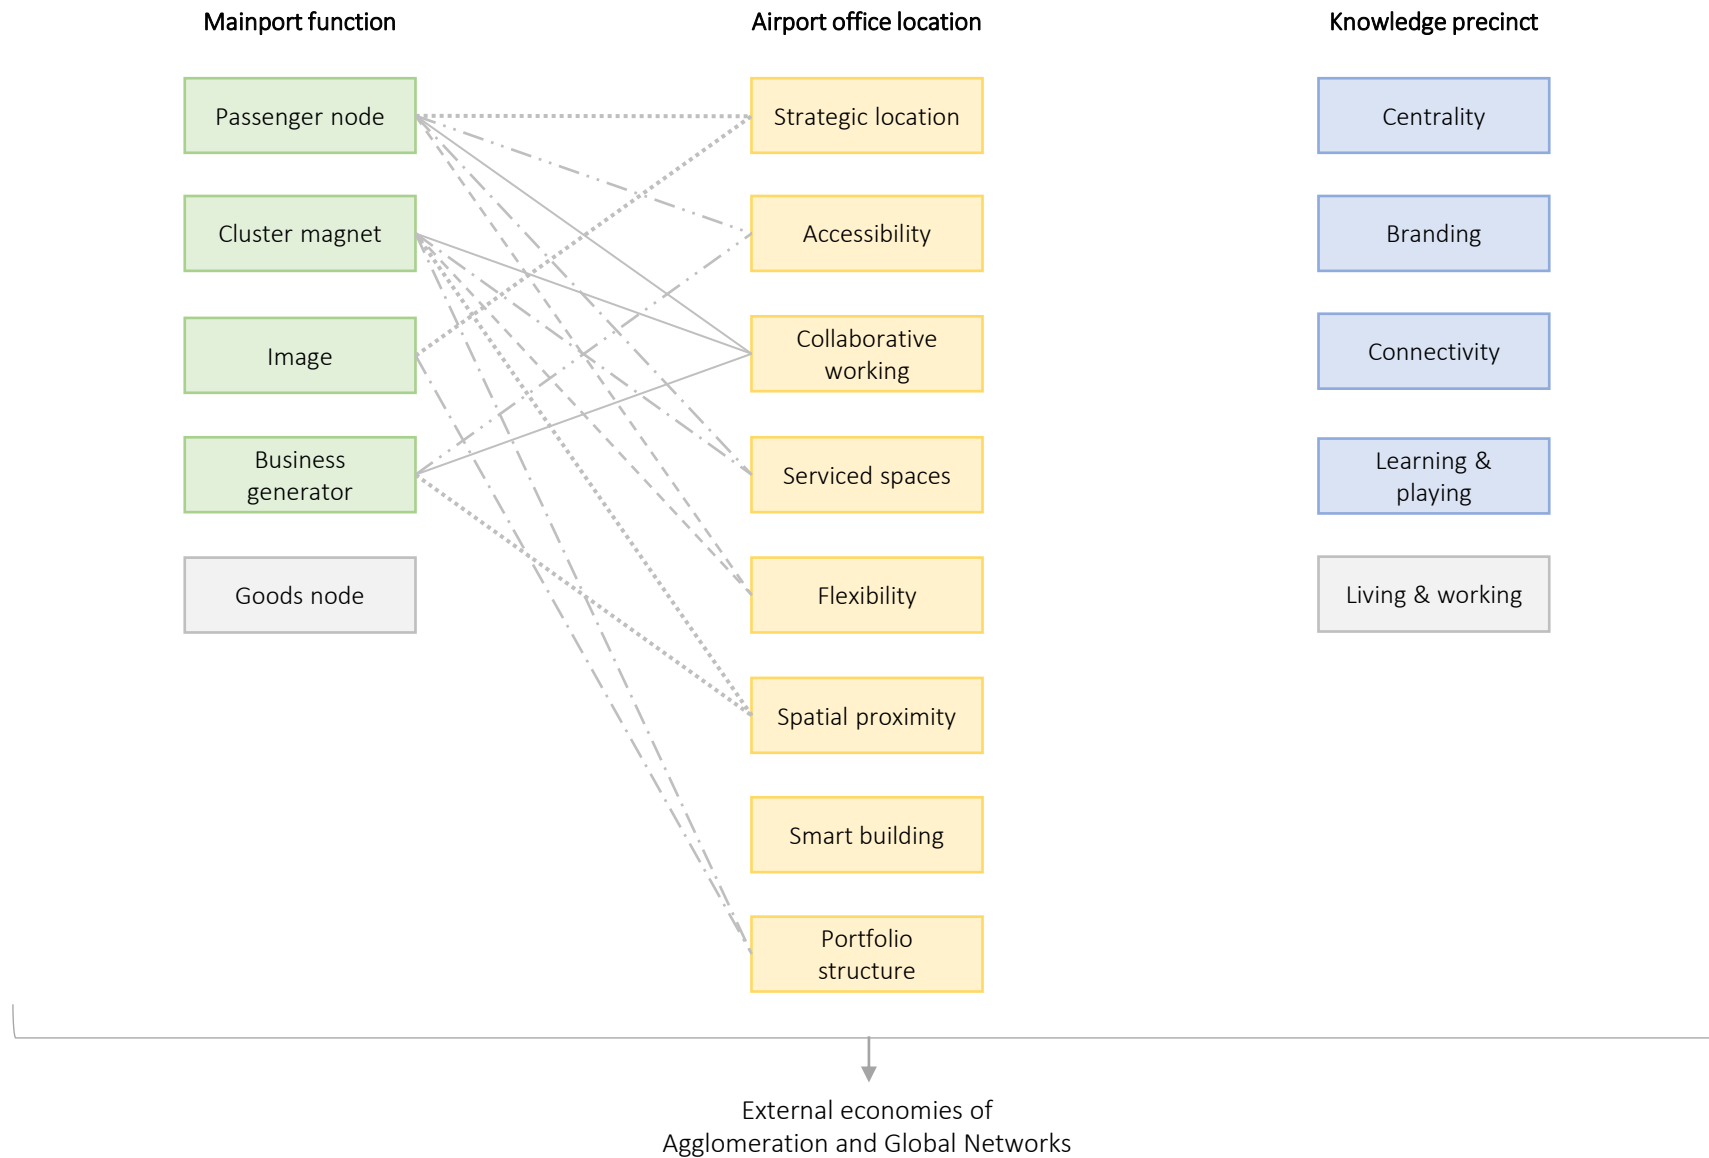 Mainport function
Airport office location
Knowledge precinct
Passenger node
Strategic location
Centrality
Cluster magnet
Accessibility
Branding
Image
Collaborative
working
Connectivity
Business
generator
Serviced spaces
Learning &
playing
Goods node
Flexibility
Living & working
Spatial proximity
Smart building
Portfolio
structure
External economies of
Agglomeration and Global Networks